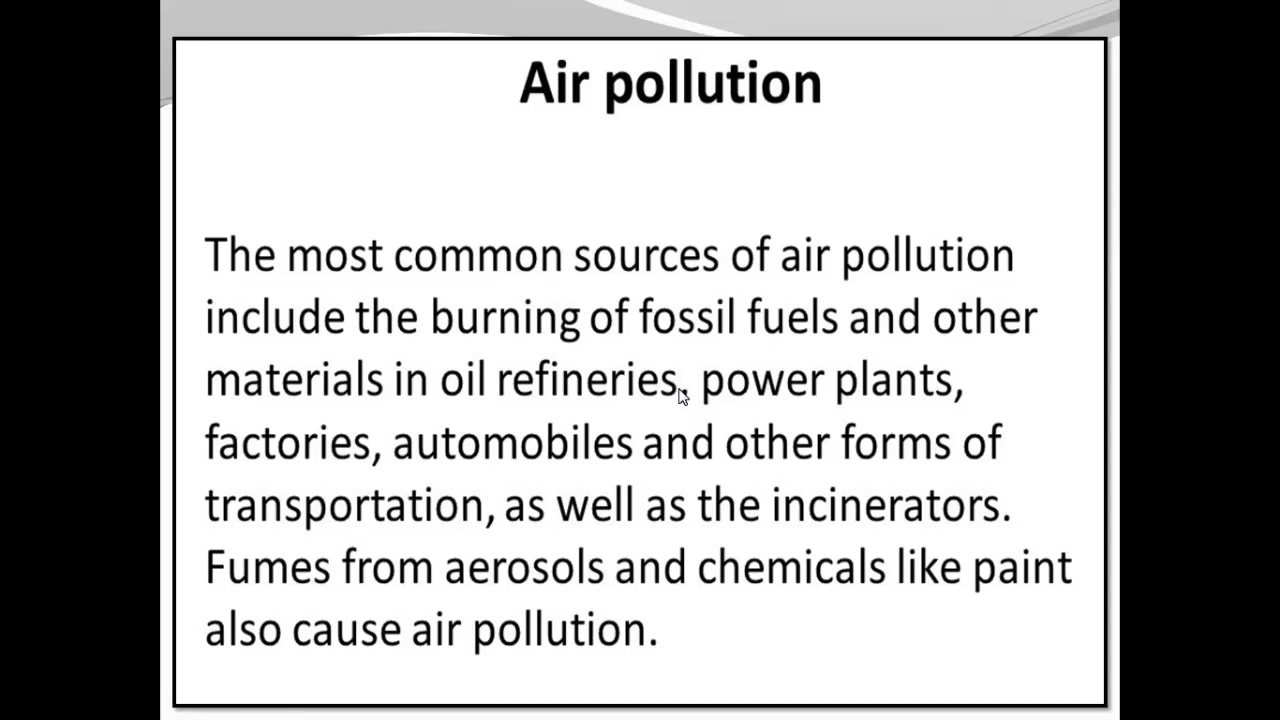 Air pollution
The most common sources of air pollution
include the burning of fossil fuels and other
materials in oil refineries, power plants,
factories, automobiles and other forms of
transportation, as well as the incinerators.
Fumes from aerosols and chemicals like paint
also cause air pollution.